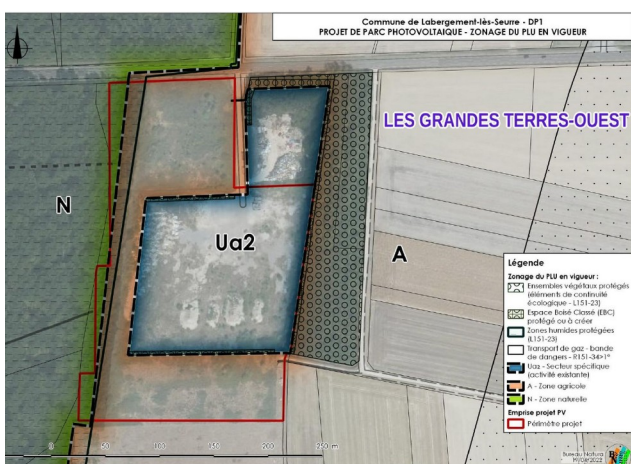 Commune de Labergement-lès-Seurre - DP1
PROJET DE PARC PHOTOVOLTAIQUE - ZONAGE DU PLU EN VIGUEUR
LES GRANDES TERRES-OUEST
N
Ua2
A
Légende
Zonage du PLU en vigueur :
Ensembles végétaux protégés
(éléments de continuité
écologique - L151-23)
Espace Boisé Classé (EBC)
protégé ou à créer
Zones humides protégées
(L151-23)
Transport de gaz - bande
de dangers - R151-34>1°
Ua2 - Secteur spécifique
(activité existante)
A - Zone agricole
N - Zone naturelle
Emprise projet PV
Périmètre projet
0 50 100 150 200 250 m
Bureau Natura